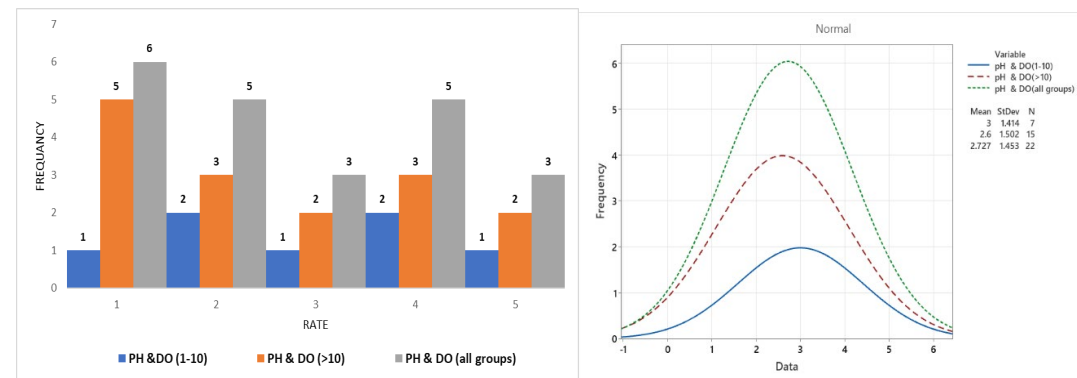 7
6
5
4
3
2
1
0
FREQUANCY
1 5 6
2 3 5
1 2 3
2 3 5
1 2 3
1 2 3 4 5
RATE
PH &DO (1-10) PH & DO (>10) PH & DO (all groups)
Normal
Frequency
6
5
4
3
2
1
0
-1 0 1 2 3 4 5 6
Data
Variable
pH & DO(1-10)
pH & DO(>10)
pH & DO(all groups)
Mean StDev N
3 1.414 7
2.6 1.502 15
2.727 1.453 22